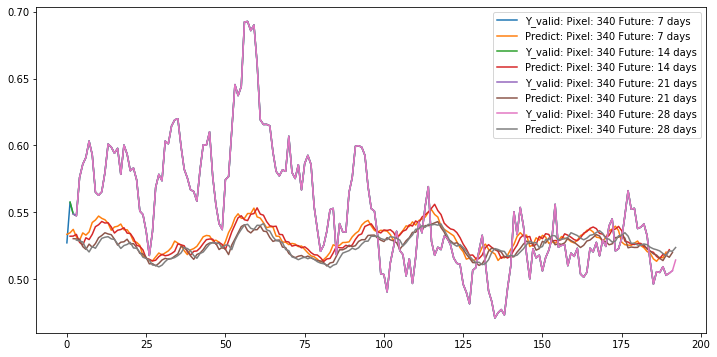 0.70
0.65
0.60
0.55
0.50
0
25
50
75
100
125
150
175
200
Y_valid: Pixel: 340 Future: 7 days
Predict: Pixel: 340 Future: 7 days
Y_valid: Pixel: 340 Future: 14 days
Predict: Pixel: 340 Future: 14 days
Y_valid: Pixel: 340 Future: 21 days
Predict: Pixel: 340 Future: 21 days
Y_valid: Pixel: 340 Future: 28 days
Predict: Pixel: 340 Future: 28 days